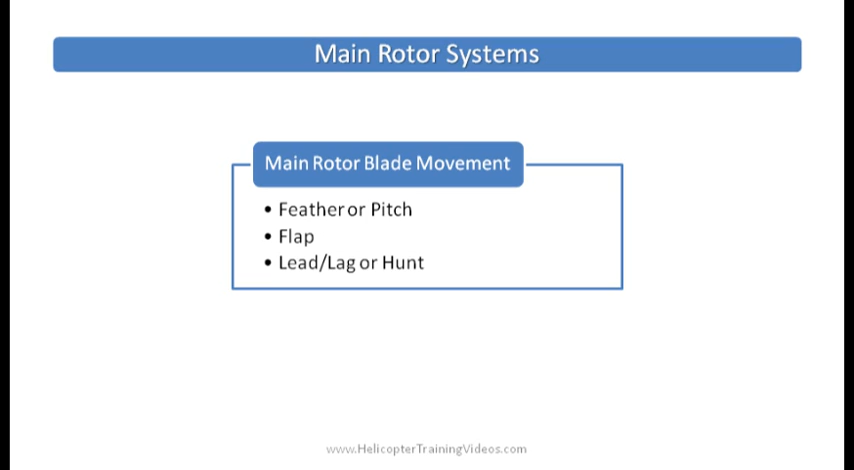 Main Rotor Systems
Main Rotor Blade Movement
• Feather or Pitch
• Flap
• Lead/Lag or Hunt
www.HelicopterTrainingVideos.com